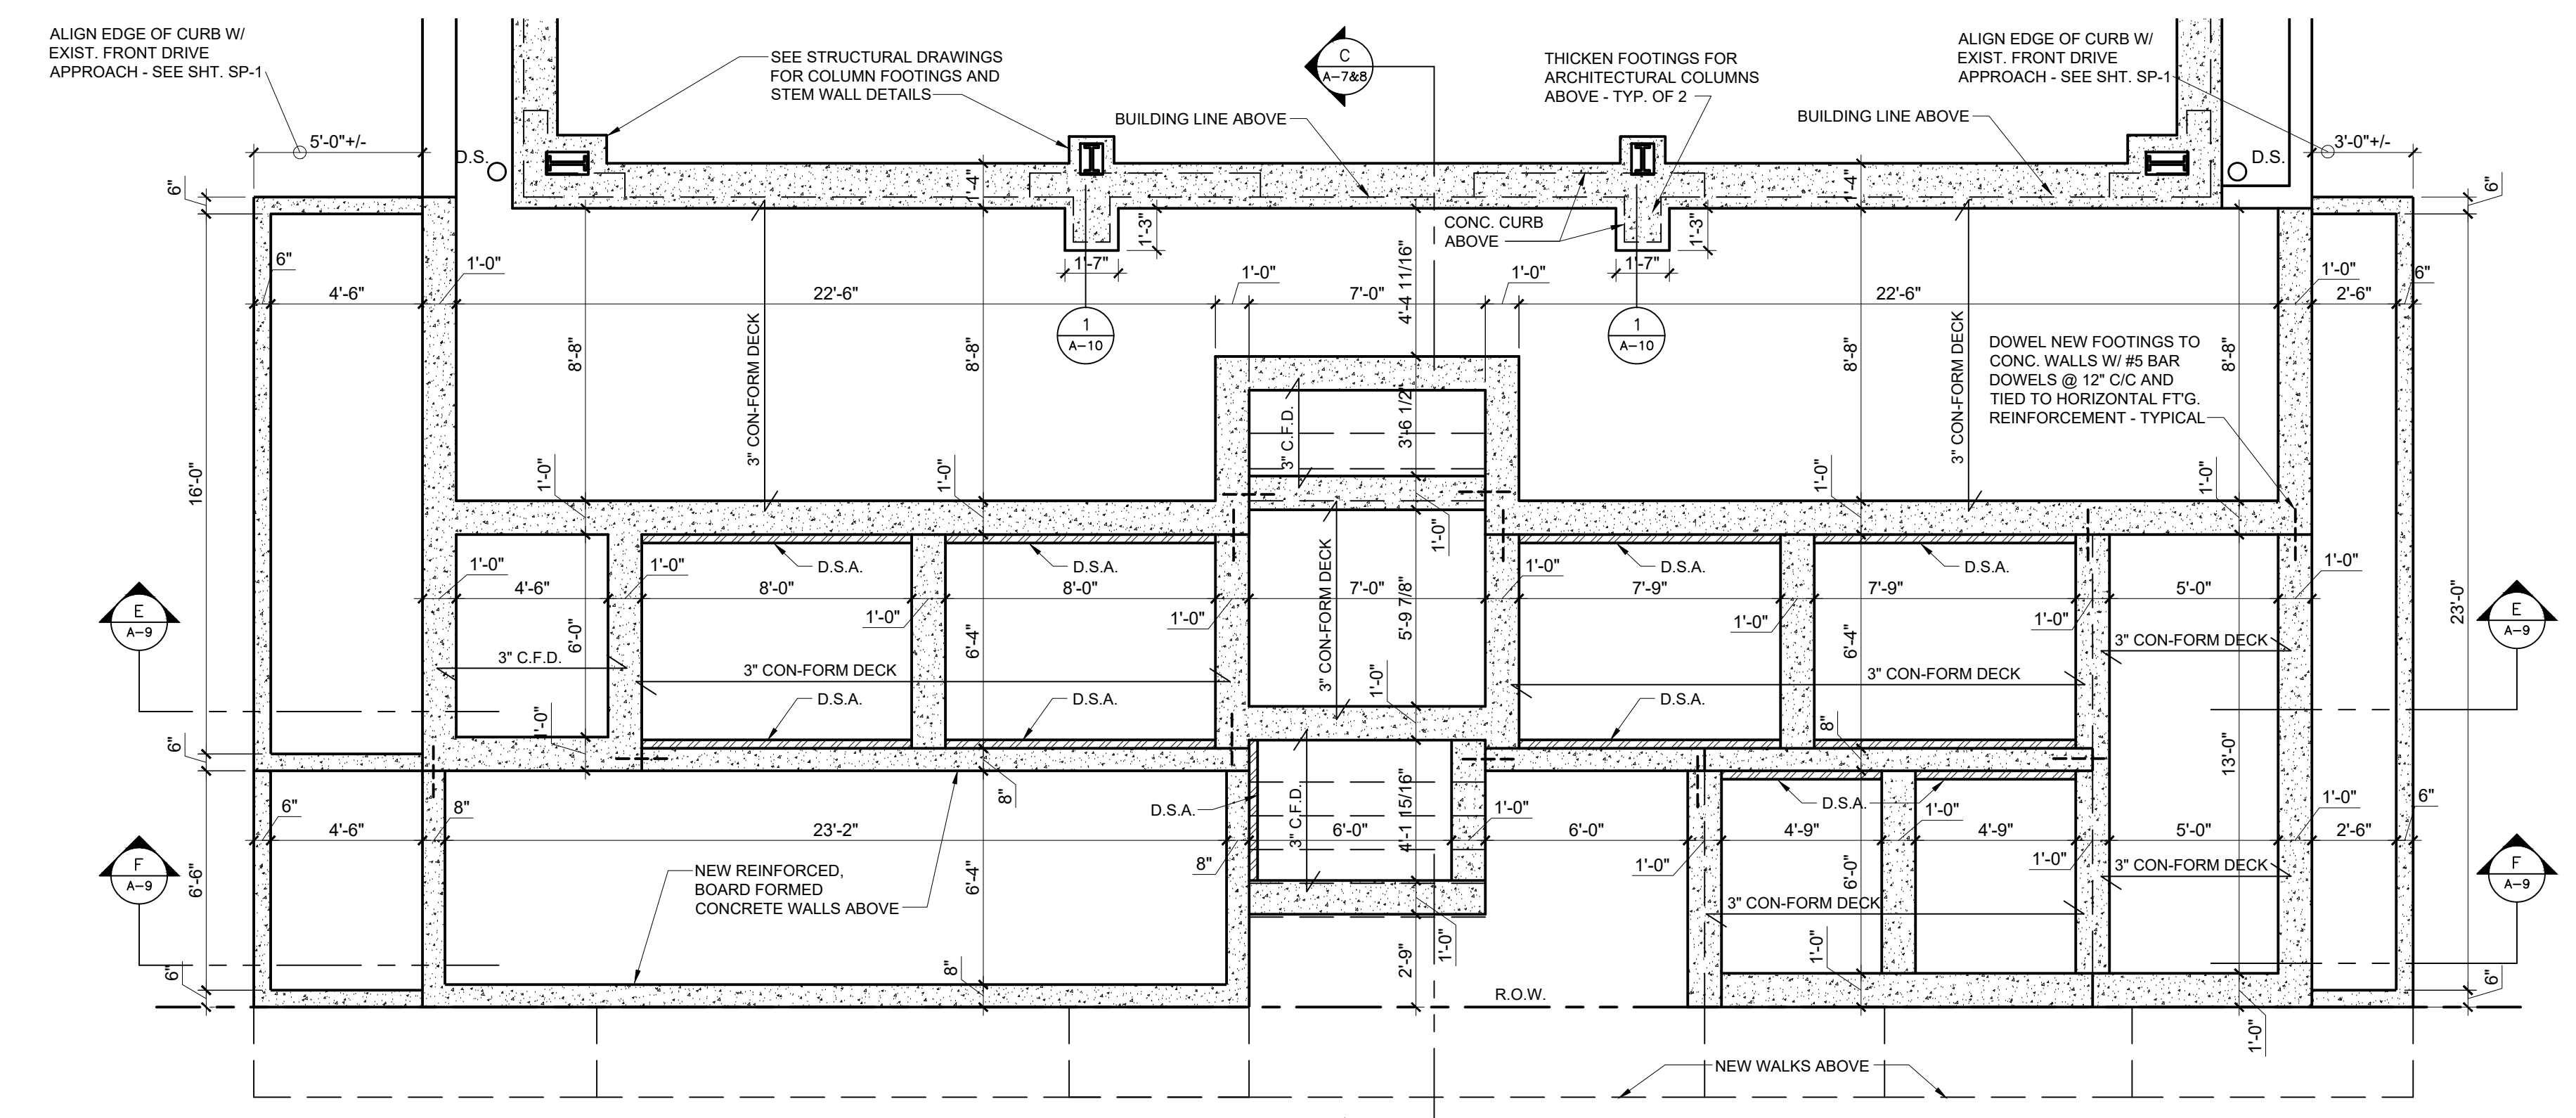 ALIGN EDGE OF CURB W/
EXIST. FRONT DRIVE
APPROACH - SEE SHT. SP-1
SEE STRUCTURAL DRAWINGS
FOR COLUMN FOOTINGS AND
STEM WALL DETAILS
C
A-7&8
THICKEN FOOTINGS FOR
ARCHITECTURAL COLUMNS
ABOVE - TYP. OF 2
ALIGN EDGE OF CURB W/
EXIST. FRONT DRIVE
APPROACH - SEE SHT. SP-1
BUILDING LINE ABOVE
BUILDING LINE ABOVE
5'-0"+/-
D.S.
D.S.
3'-0"+/-
6"
1'-4"
1'-4"
6"
CONC. CURB
ABOVE
1'-3"
1'-3"
1'-7"
1'-7"
6"
1'-0"
1'-0"
1'-0"
1'-0"
6"
4'-6"
22'-6"
7'-0"
22'-6"
2'-6"
4'-4 11/16"
1
A-10
1
A-10
8'-8"
3" CON-FORM DECK
8'-8"
8'-8"
3" CON-FORM DECK
8'-8"
DOWEL NEW FOOTINGS TO
CONC. WALLS W/ #5 BAR
DOWELS @ 12" C/C AND
TIED TO HORIZONTAL FT'G.
REINFORCEMENT - TYPICAL
3" C.F.D.
3'-6 1/2"
16'-0"
1'-0"
1'-0"
1'-0"
1'-0"
1'-0"
D.S.A.
D.S.A.
D.S.A.
D.S.A.
1'-0"
1'-0"
1'-0"
1'-0"
4'-6"
8'-0"
8'-0"
7'-0"
7'-9"
7'-9"
5'-0"
1'-0"
1'-0"
1'-0"
1'-0"
E
A-9
E
A-9
23'-0"
6'-0"
6'-4"
3" CON-FORM DECK
5'-9 7/8"
6'-4"
3" C.F.D.
3" CON-FORM DECK
3" CON-FORM DECK
3" CON-FORM DECK
D.S.A.
D.S.A.
D.S.A.
1'-0"
1'-0"
8"
6"
13'-0"
8"
6"
8"
D.S.A.
3" C.F.D.
4'-1 15/16"
1'-0"
D.S.A.
1'-0"
1'-0"
6"
4'-6"
23'-2"
6'-0"
6'-0"
4'-9"
4'-9"
5'-0"
2'-6"
8"
1'-0"
1'-0"
F
A-9
F
A-9
6'-6"
NEW REINFORCED,
BOARD FORMED
CONCRETE WALLS ABOVE
6'-4"
6'-0"
3" CON-FORM DECK
3" CON-FORM DECK
6"
8"
2'-9"
1'-0"
1'-0"
6"
R.O.W.
1'-0"
NEW WALKS ABOVE